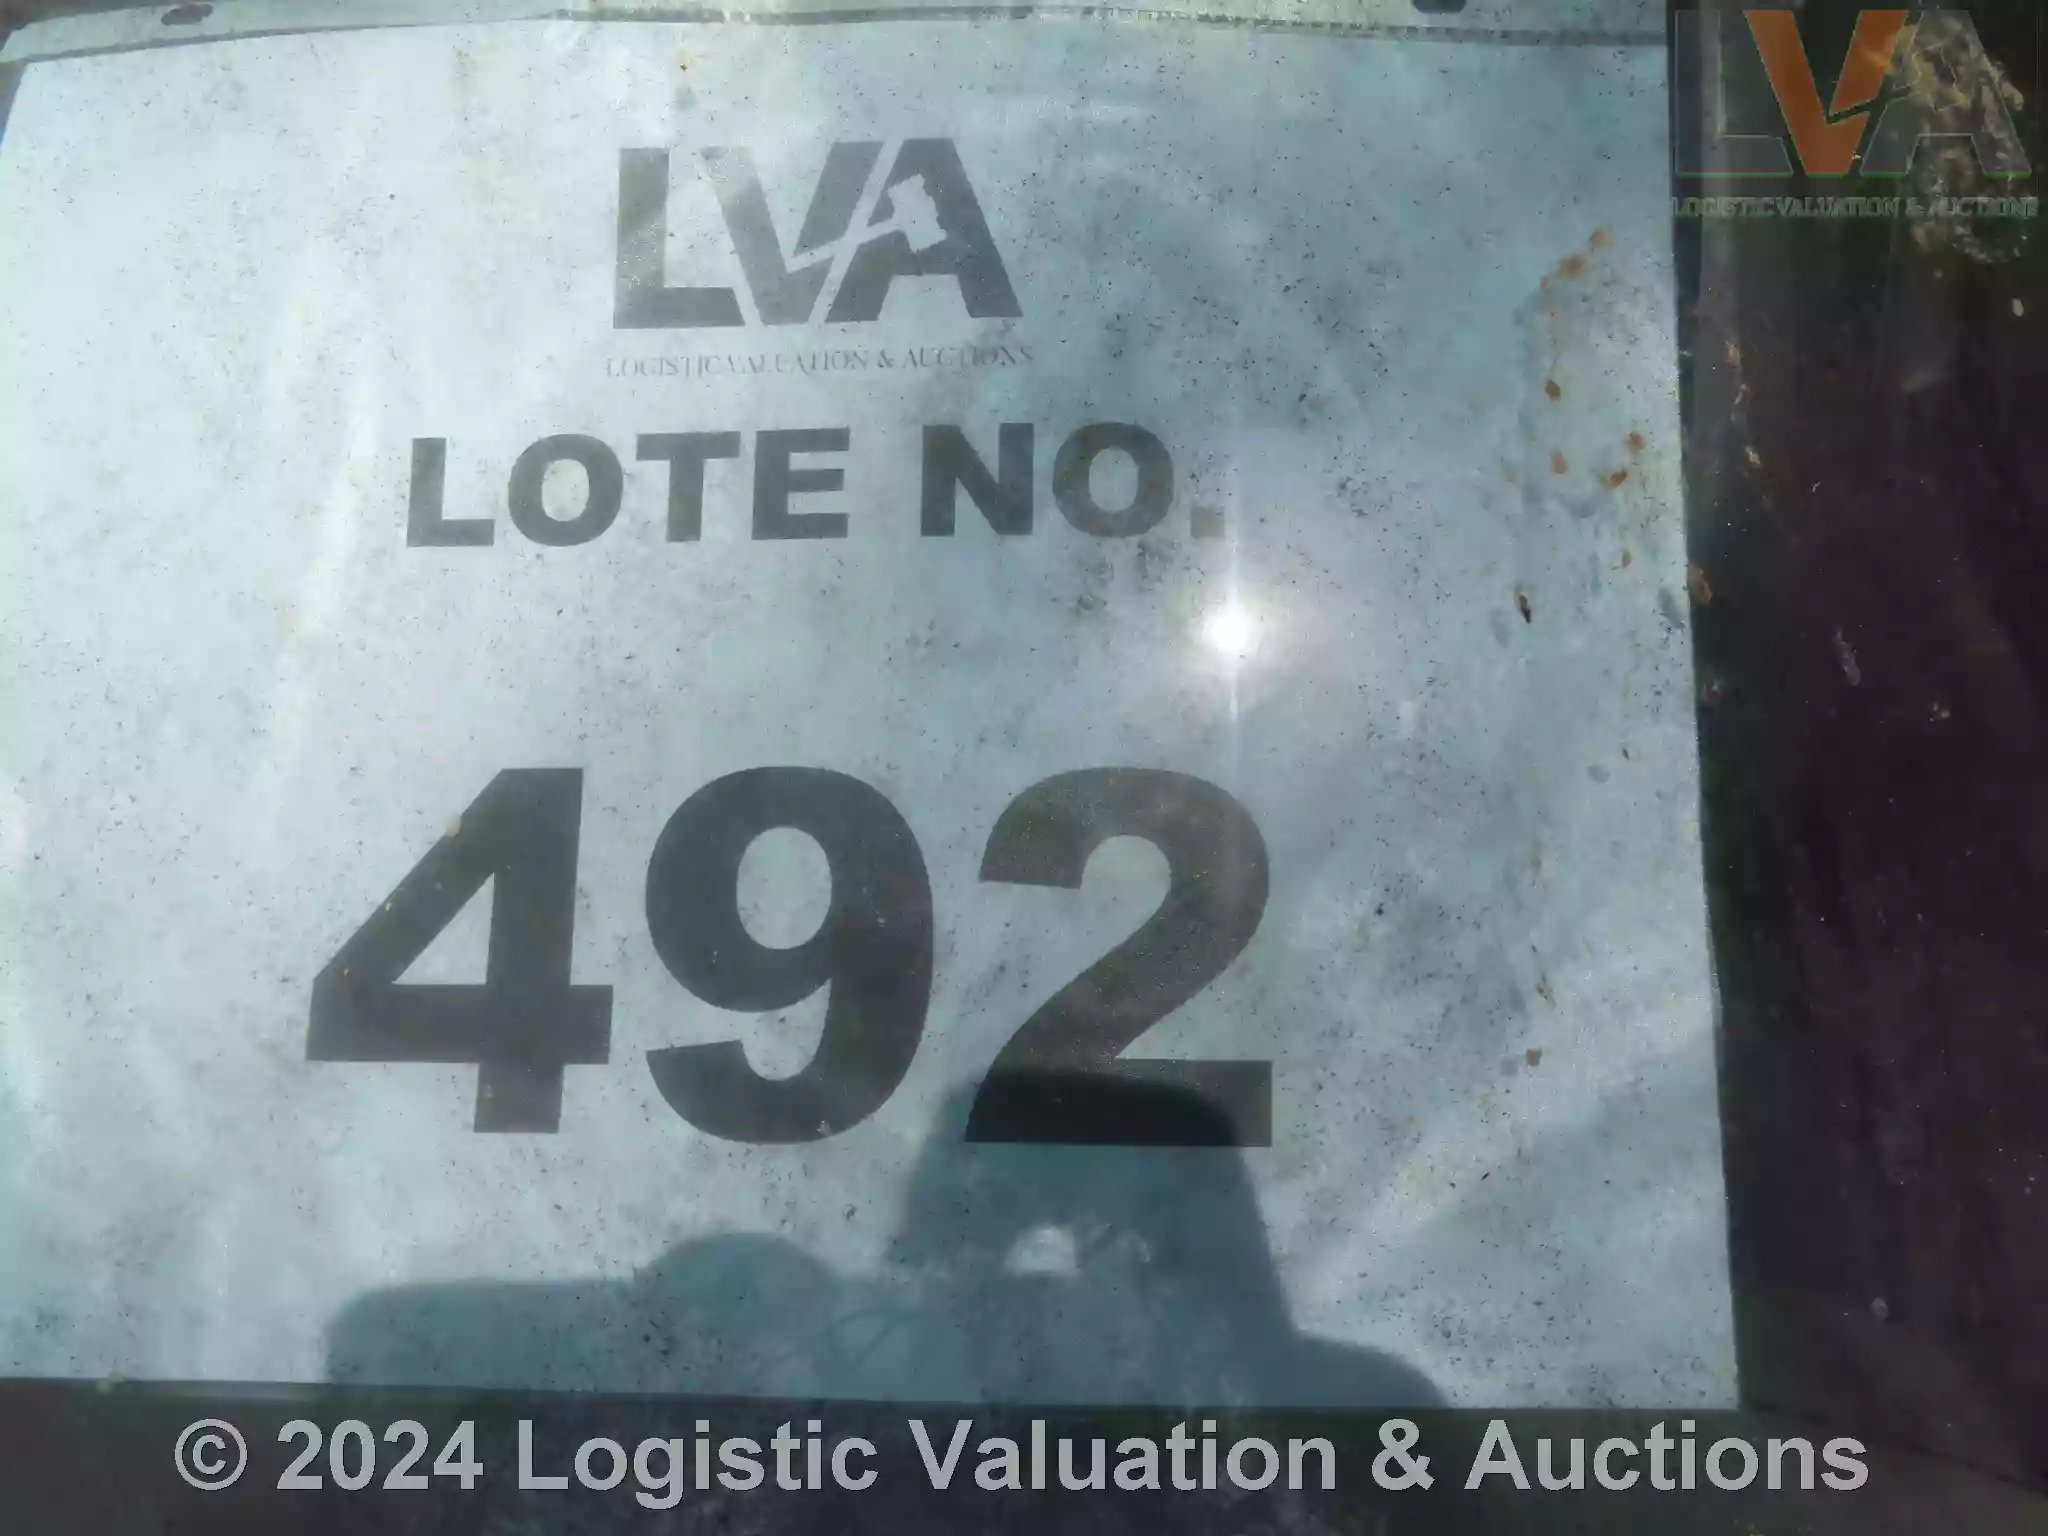 LVA
LOGISTIC VALUATION & AUCTIONS
LVA
LOGISTIC VALUATION & AUCTIONS
LOTE NO.
492
© 2024 Logistic Valuation & Auctions